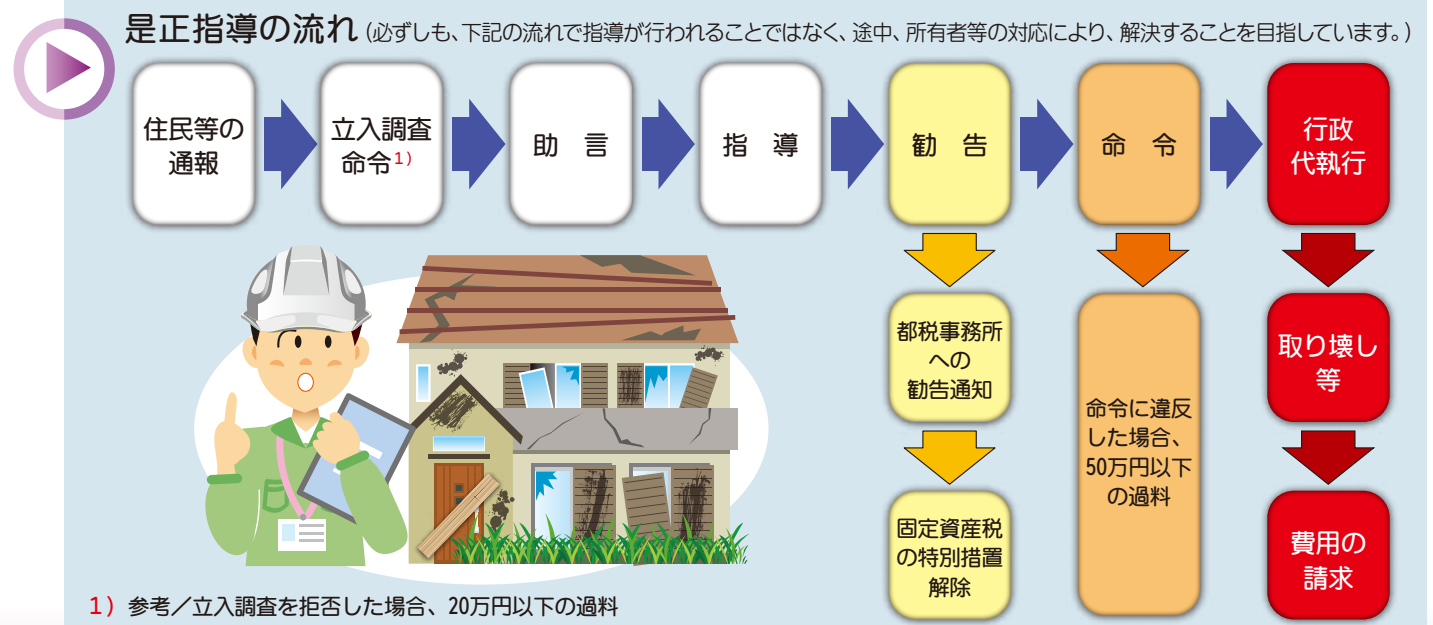 是正指導の流れ(必ずしも、下記の流れで指導が行われることではなく、途中、所有者等の対応により、解決することを目指しています。)
住民等の
通報
立入調査
命令1)
助 言
指 導
勧 告
命 令
行政
代執行
都税事務所
への
勧告通知
固定資産税
の特別措置
解除
命令に違反
した場合、
50万円以下
の過料
取り壊し
等
費用の
請求
1) 参考/立入調査を拒否した場合、20万円以下の過料